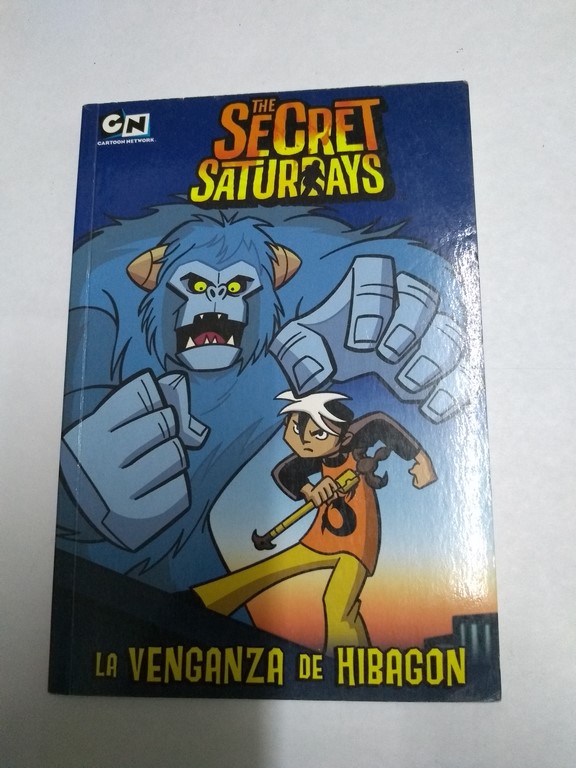 CN
CARTOON NETWORK.
THE
SECRET
SATURDAYS
LA VENGANZA DE HIBAGON